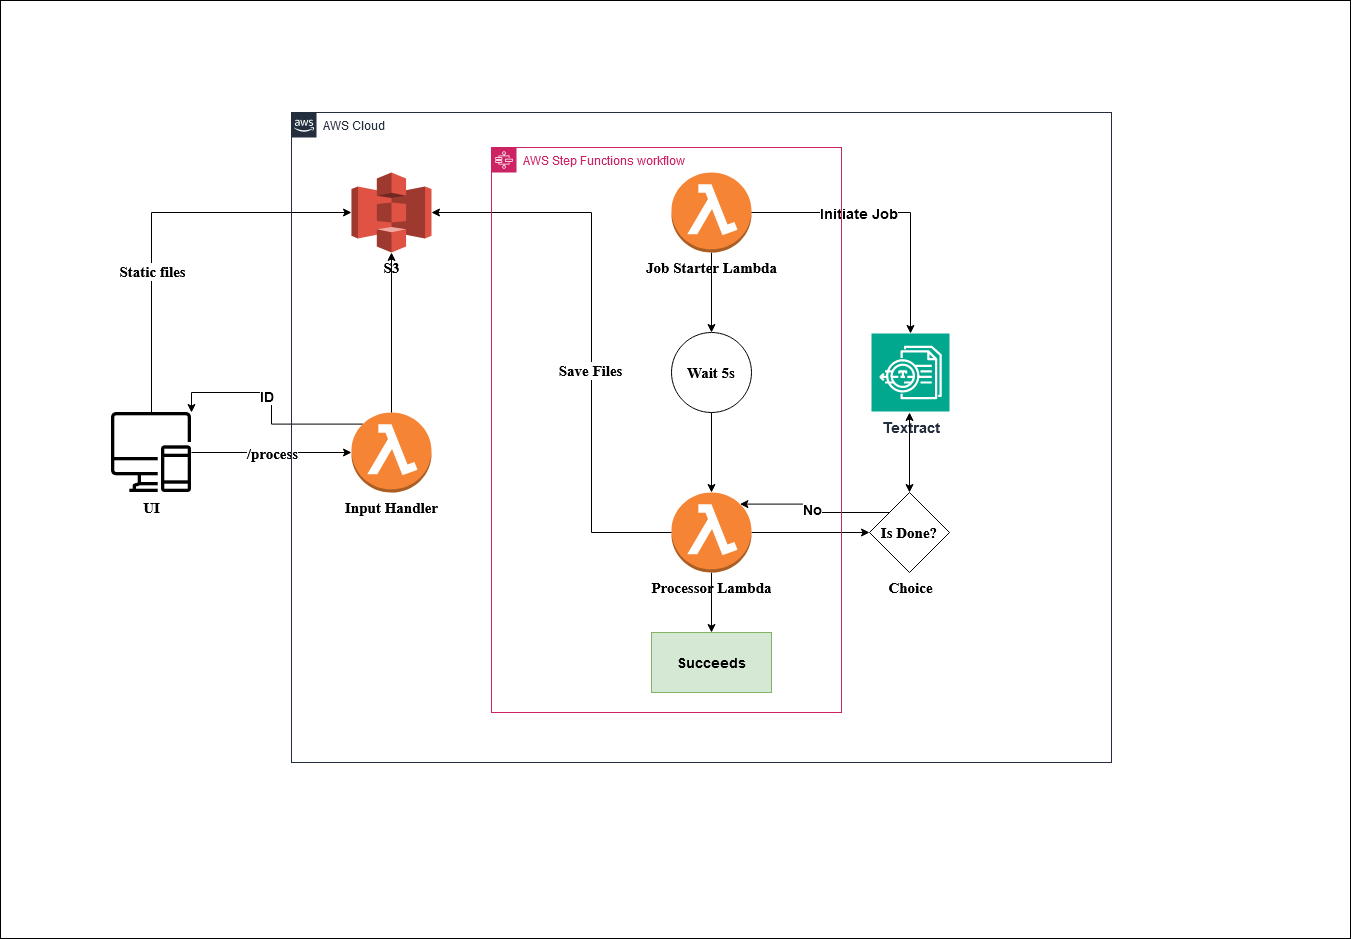 aws
AWS Cloud
AWS Step Functions workflow
Initiate Job
S3
Job Starter Lambda
Static files
Save Files
Wait 5s
T
ID
Textract
/process
UI
Input Handler
No
Is Done?
Processor Lambda
Choice
Succeeds